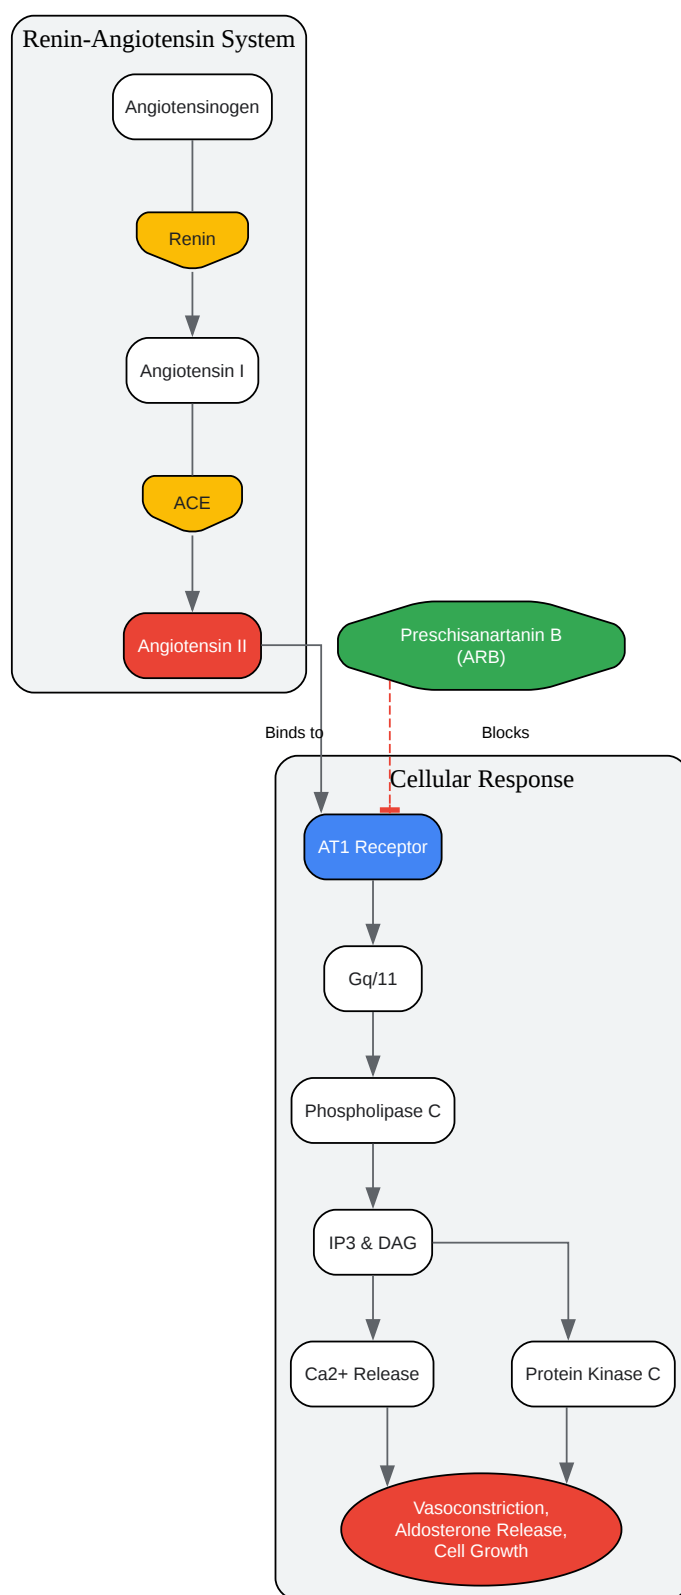 Renin-Angiotensin System
Angiotensinogen
Renin
Angiotensin I
ACE
Angiotensin II
Preschisanartanin B
(ARB)
Binds to
Blocks
Cellular Response
AT1 Receptor
Gq/11
Phospholipase C
IP3 & DAG
Ca2+ Release
Protein Kinase C
Vasoconstriction,
Aldosterone Release,
Cell Growth